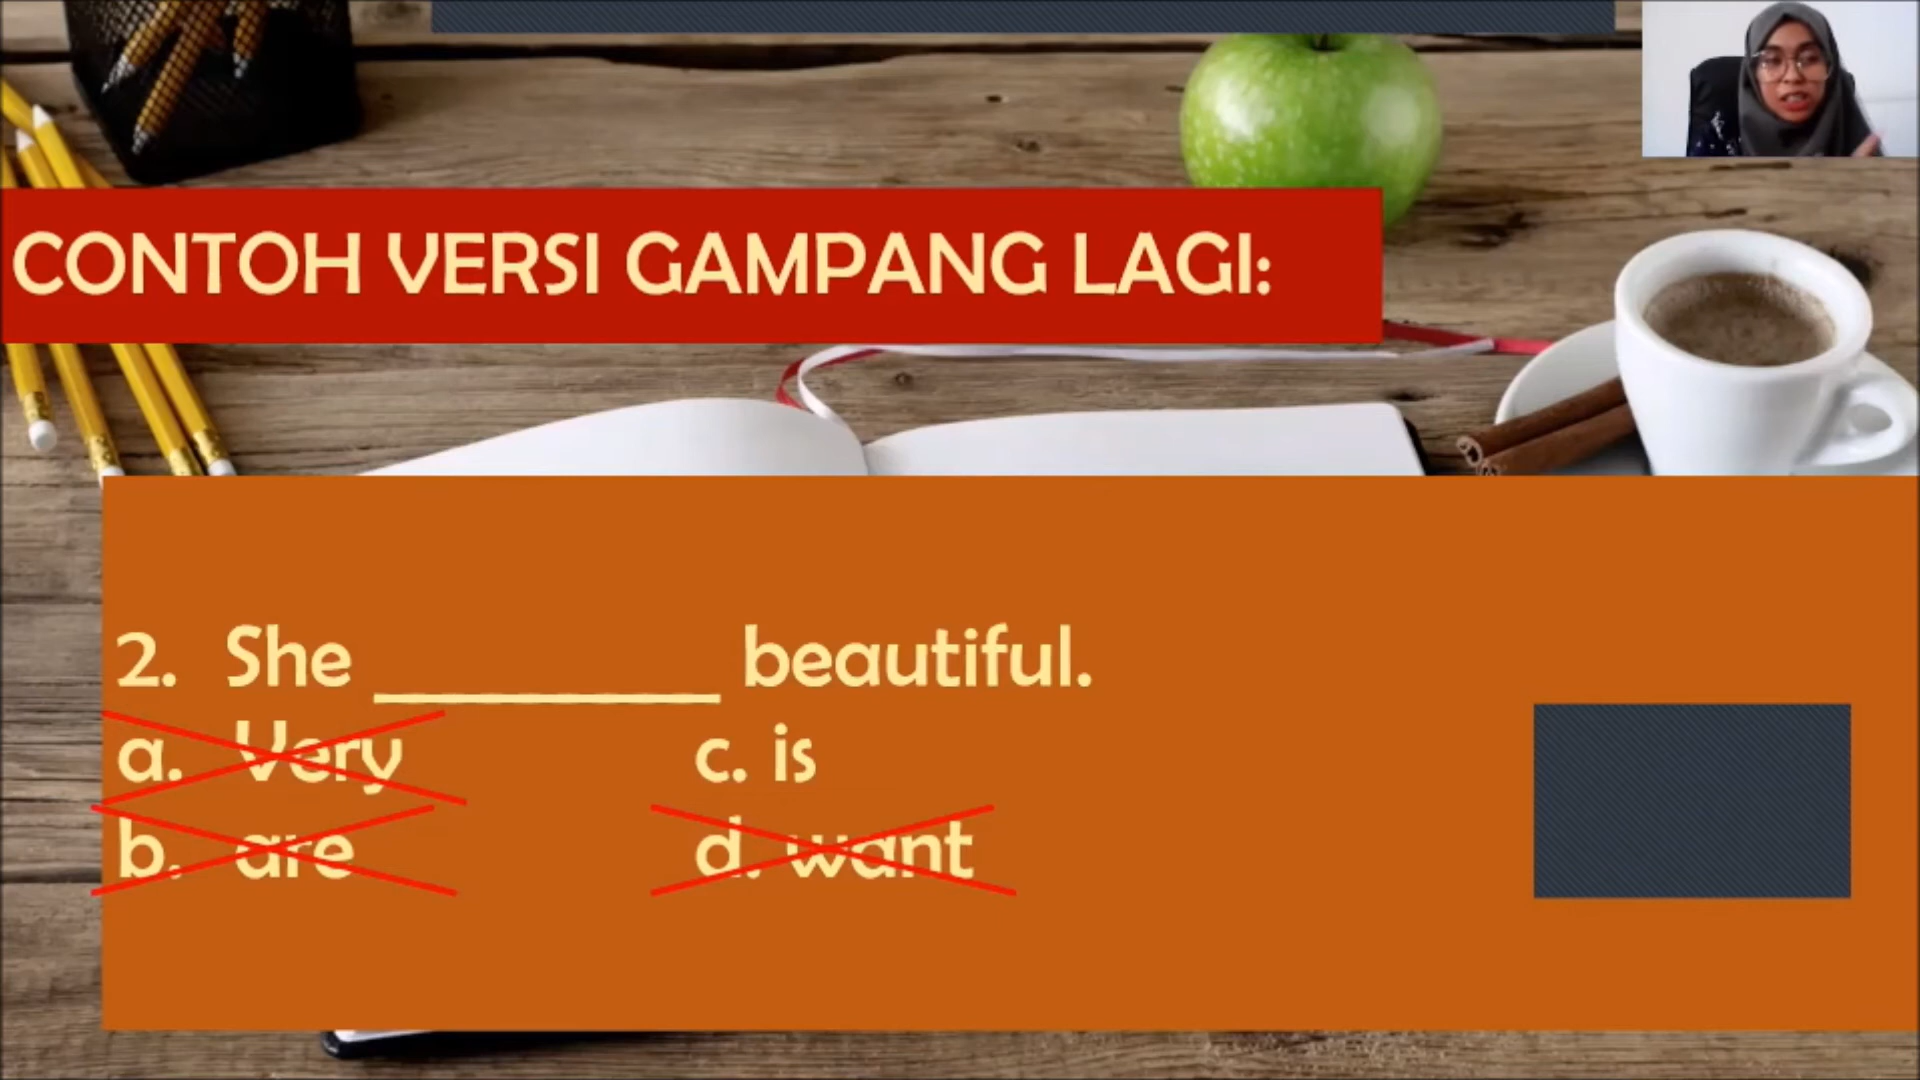 CONTOH VERSI GAMPANG LAGI:
2. She __________ beautiful.
a. Very c. is
b. are d. want